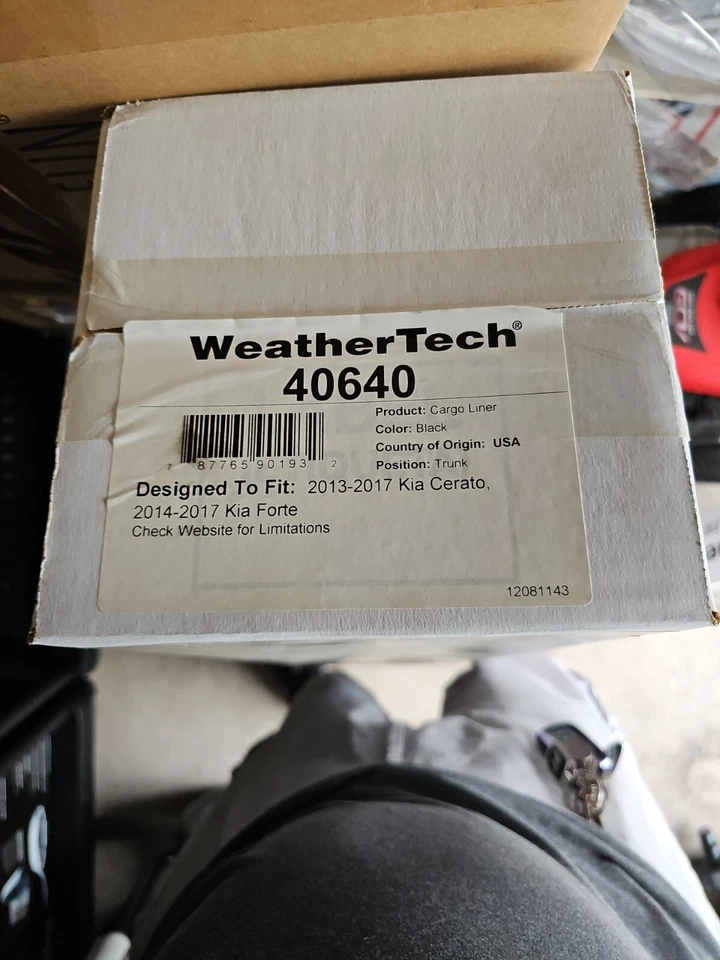 WeatherTech®
40640
Product: Cargo Liner
Color: Black
Country of Origin: USA
Position: Trunk
7 87765 90193 2
Designed To Fit: 2013-2017 Kia Cerato,
2014-2017 Kia Forte
Check Website for Limitations
12081143